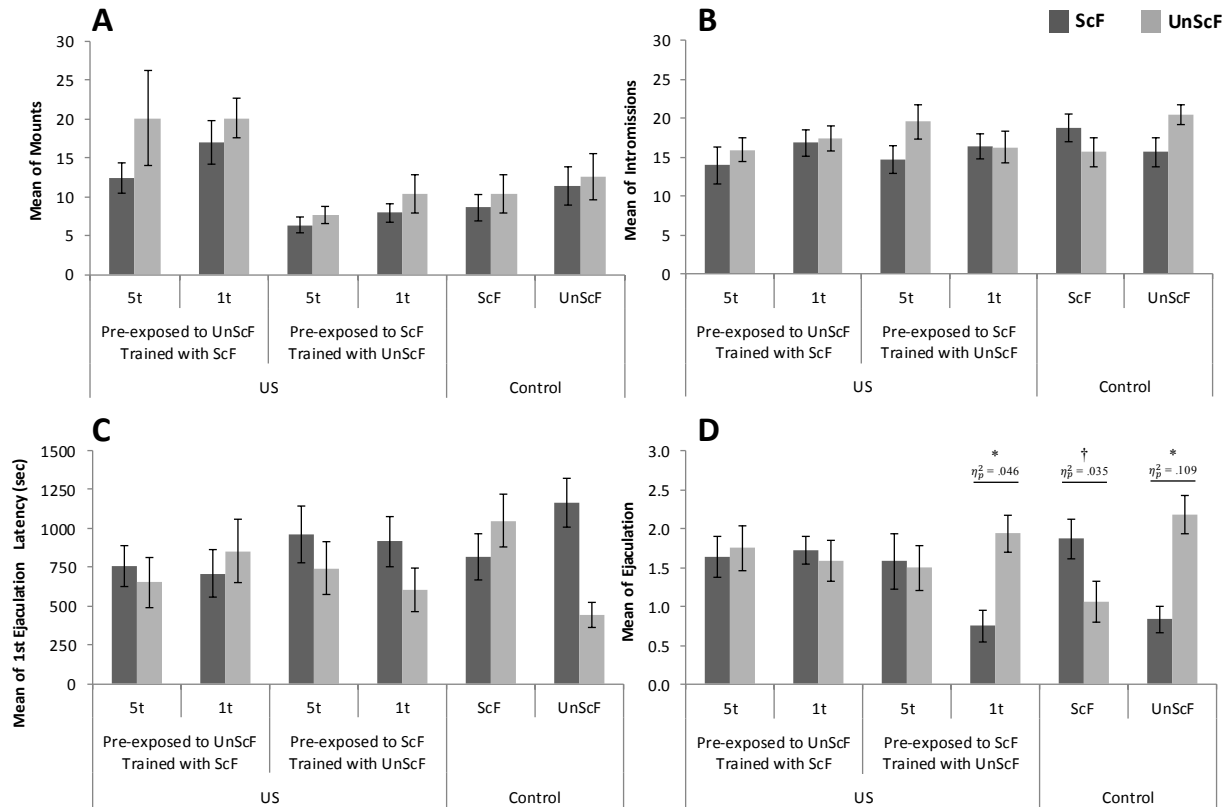 A
Mean of Mounts
30
25
20
15
10
5
0
5t 1t 5t 1t ScF UnScF
Pre-exposed to UnScF Pre-exposed to ScF
Trained with ScF Trained with UnScF
US Control
B
ScF UnScF
Mean of Intromissions
30
25
20
15
10
5
0
5t 1t 5t 1t ScF UnScF
Pre-exposed to UnScF Pre-exposed to ScF
Trained with ScF Trained with UnScF
US Control
C
Mean of 1st Ejaculation Latency (sec)
1500
1250
1000
750
500
250
0
5t 1t 5t 1t ScF UnScF
Pre-exposed to UnScF Pre-exposed to ScF
Trained with ScF Trained with UnScF
US Control
D
Mean of Ejaculation
3.0
2.5
2.0
1.5
1.0
0.5
0.0
* † *
η²ₚ = .046 η²ₚ = .035 η²ₚ = .109
5t 1t 5t 1t ScF UnScF
Pre-exposed to UnScF Pre-exposed to ScF
Trained with ScF Trained with UnScF
US Control